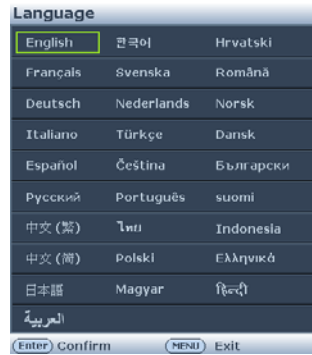 Language
English 한국어 Hrvatski
Français Svenska Română
Deutsch Nederlands Norsk
Italiano Türkçe Dansk
Español Čeština Български
Русский Português suomi
中文 (繁) ไทย Indonesia
中文 (简) Polski Ελληνικά
日本語 Magyar हिन्दी
العربية
Enter Confirm MENU Exit